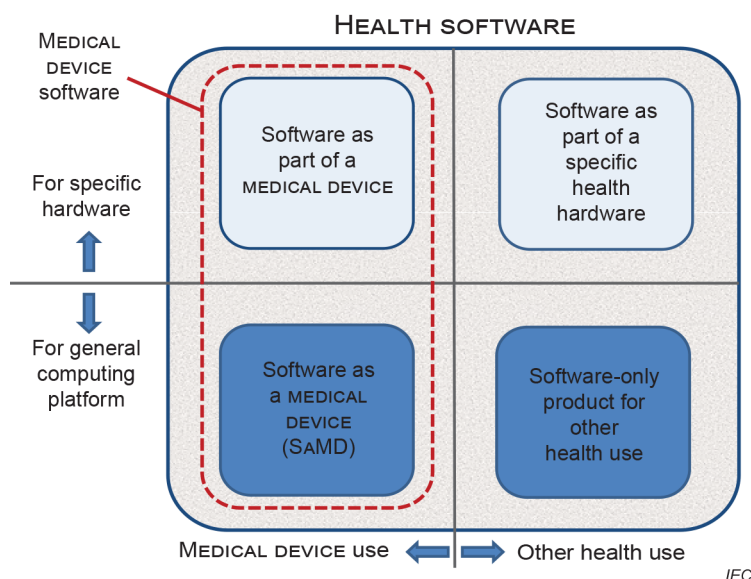 HEALTH SOFTWARE
MEDICAL
DEVICE
software
Software as
part of a
MEDICAL DEVICE
Software as
part of a
specific
health
hardware
For specific
hardware
For general
computing
platform
Software as
a MEDICAL
DEVICE
(SAMD)
Software-only
product for
other
health use
MEDICAL DEVICE use
Other health use
IEC